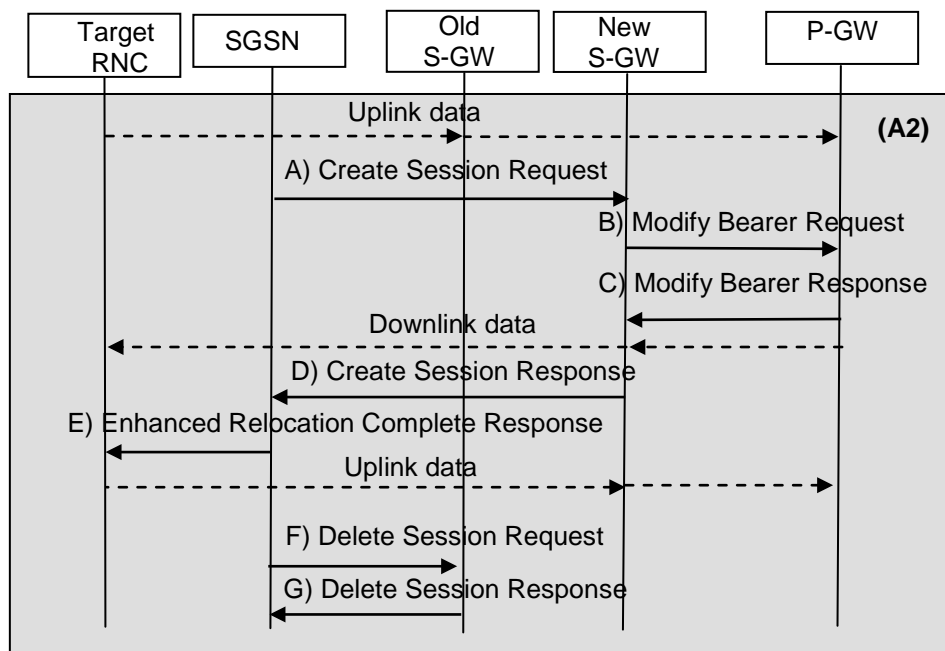 Target
RNC
SGSN
Old
S-GW
New
S-GW
P-GW
Uplink data
(A2)
A) Create Session Request
B) Modify Bearer Request
C) Modify Bearer Response
Downlink data
D) Create Session Response
E) Enhanced Relocation Complete Response
Uplink data
F) Delete Session Request
G) Delete Session Response